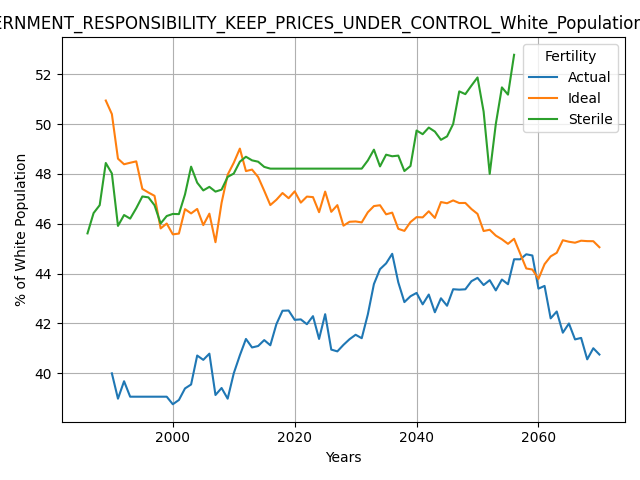 ERNMENT_RESPONSIBILITY_KEEP_PRICES_UNDER_CONTROL_White_Population
Fertility
Actual
Ideal
Sterile
% of White Population
52
50
48
46
44
42
40
2000
2020
2040
2060
Years